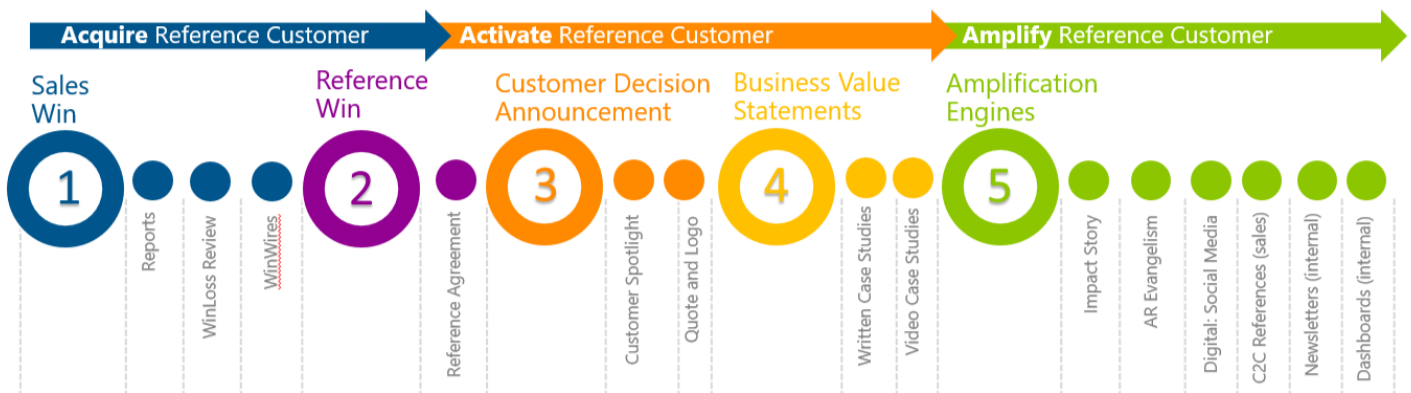 Acquire Reference Customer
Activate Reference Customer
Amplify Reference Customer
Sales
Win
Reference
Win
Customer Decision
Announcement
Business Value
Statements
Amplification
Engines
1
Reports
WinLoss Review
WinWires
2
Reference Agreement
3
Customer Spotlight
Quote and Logo
4
Written Case Studies
Video Case Studies
5
Impact Story
AR Evangelism
Digital: Social Media
C2C References (sales)
Newsletters (internal)
Dashboards (internal)